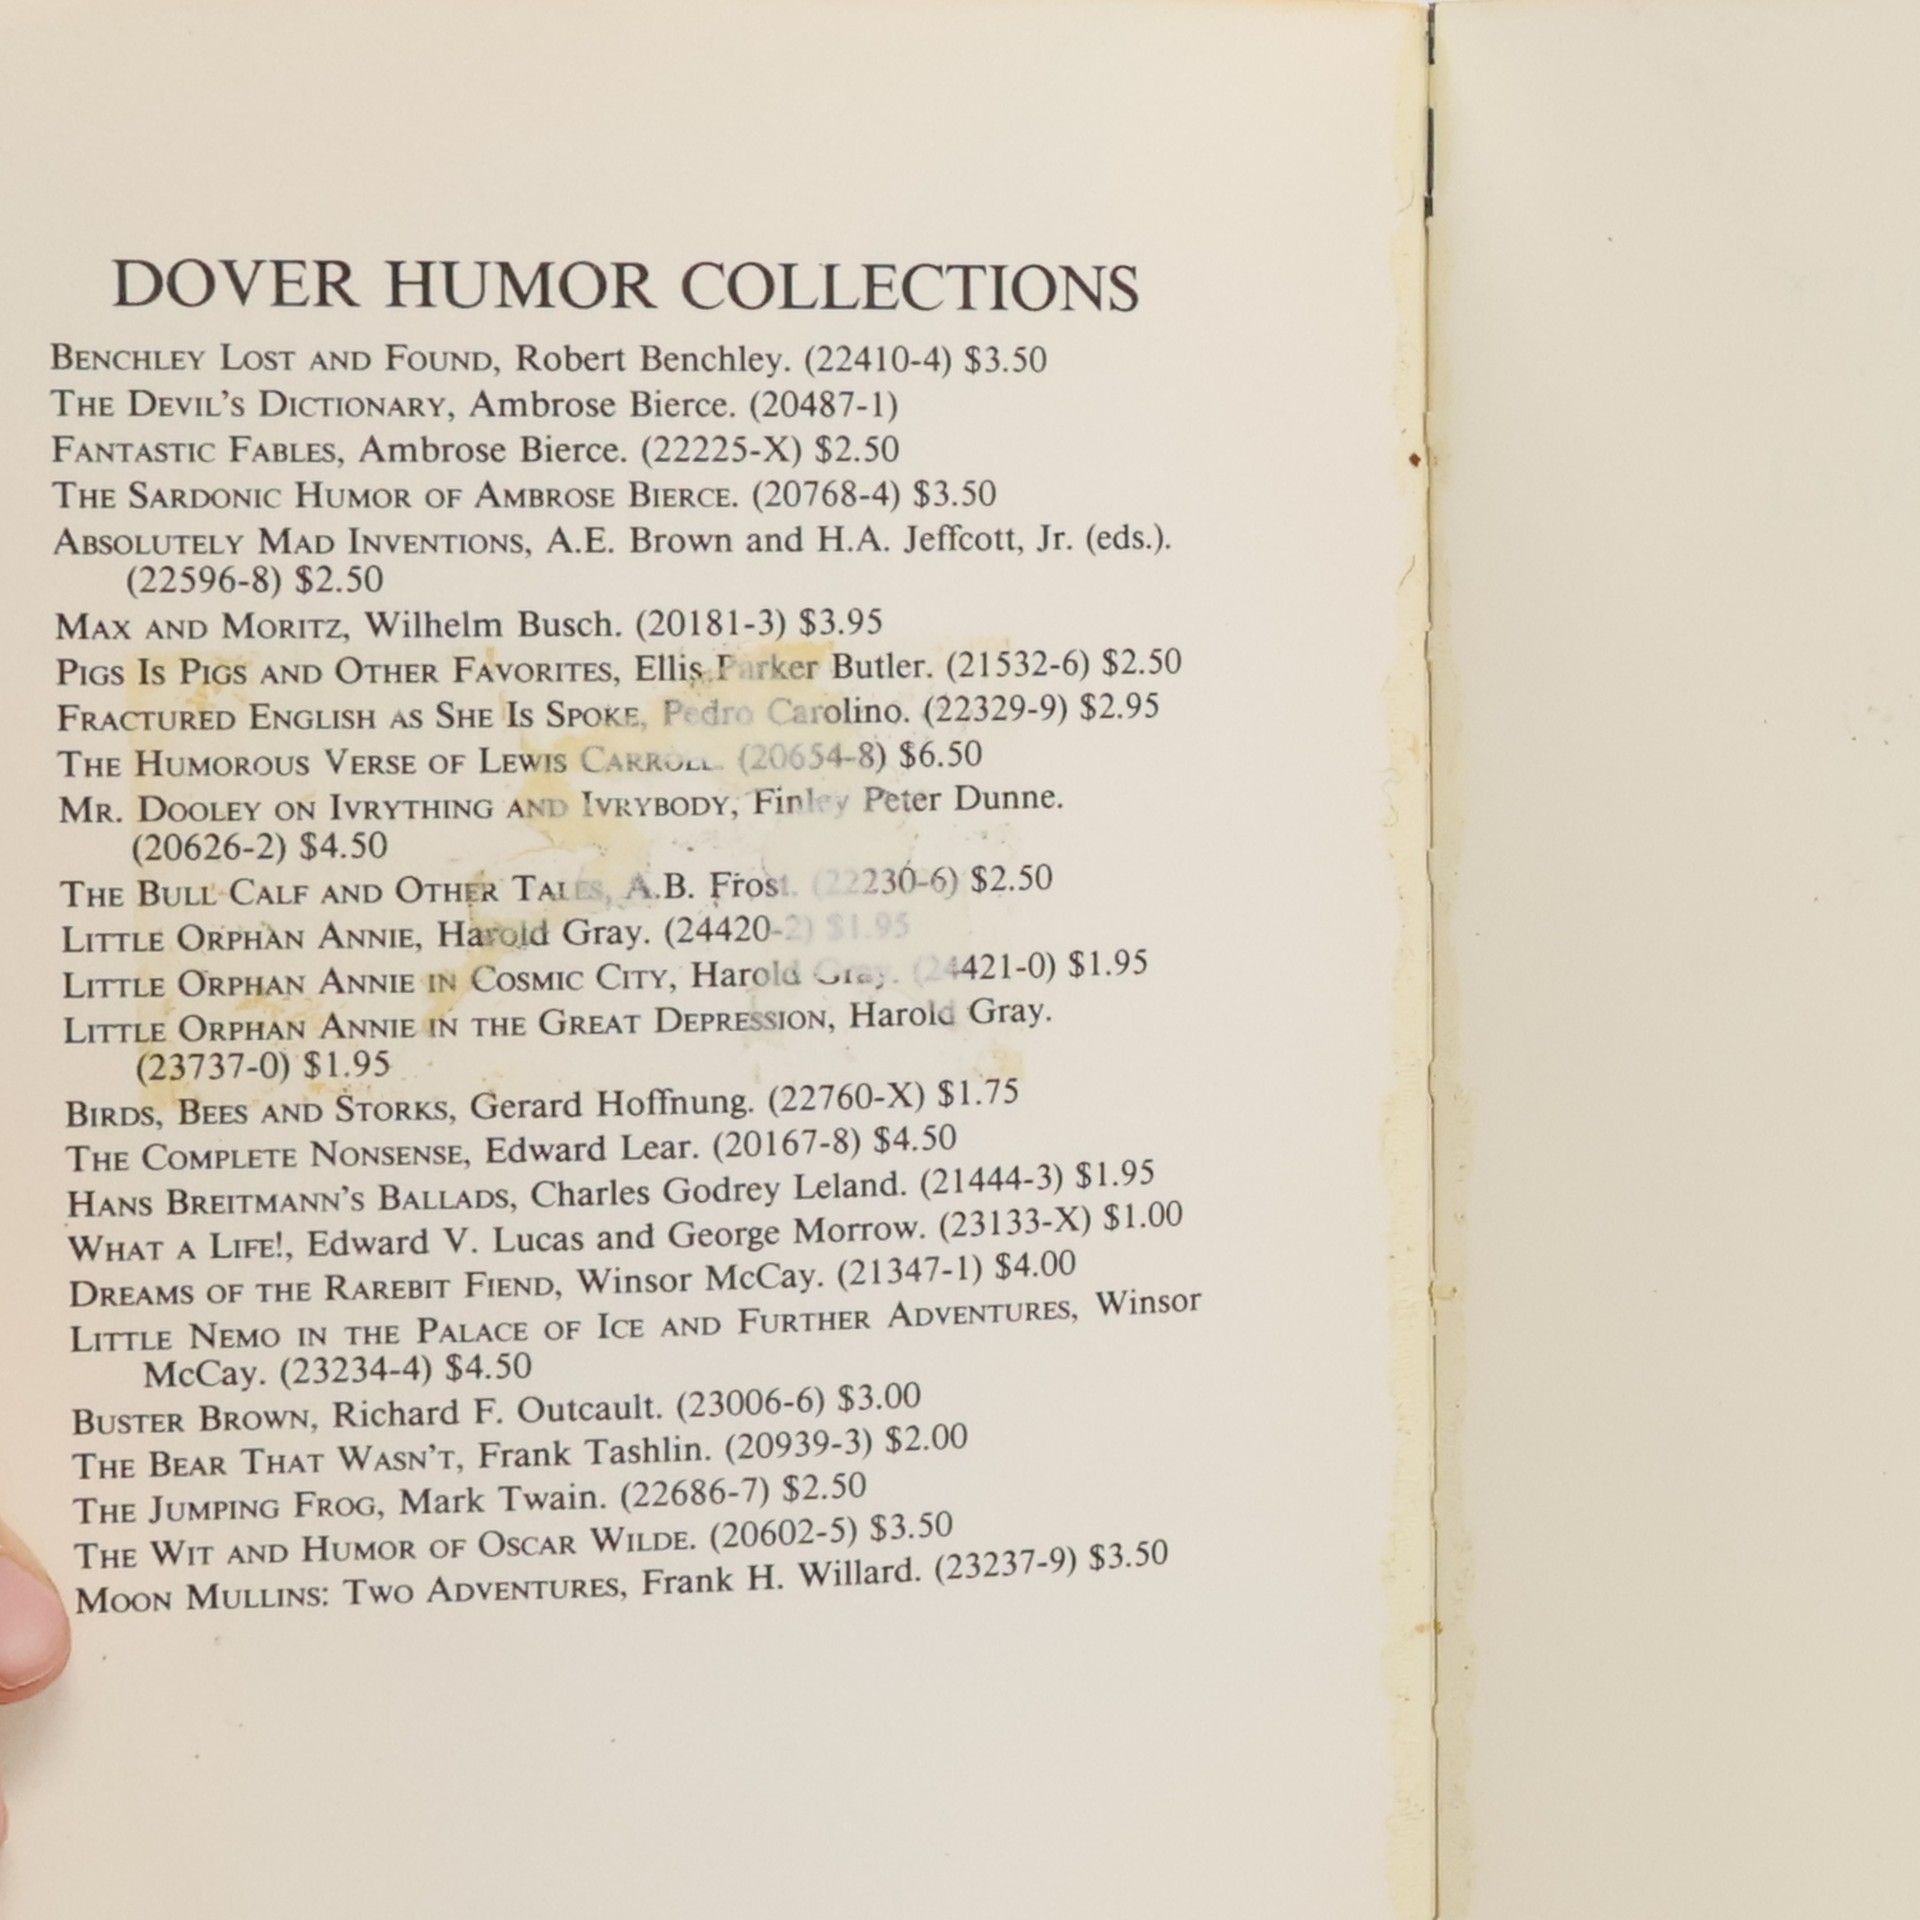 DOVER HUMOR COLLECTIONS
BENCHLEY LOST AND FOUND, Robert Benchley. (22410-4) $3.50
THE DEVIL'S DICTIONARY, Ambrose Bierce. (20487-1)
FANTASTIC FABLES, Ambrose Bierce. (22225-X) $2.50
THE SARDONIC HUMOR OF AMBROSE BIERCE. (20768-4) $3.50
ABSOLUTELY MAD INVENTIONS, A.E. Brown and H.A. Jeffcott, Jr. (eds.).
(22596-8) $2.50
MAX AND MORITZ, Wilhelm Busch. (20181-3) $3.95
PIGS IS PIGS AND OTHER FAVORITES, Ellis Parker Butler. (21532-6) $2.50
FRACTURED ENGLISH AS SHE IS SPOKE, Pedro Carolino. (22329-9) $2.95
THE HUMOROUS VERSE OF LEWIS CARROLL. (20654-8) $6.50
MR. DOOLEY ON IVRYTHING AND IVRYBODY, Finley Peter Dunne.
(20626-2) $4.50
THE BULL CALF AND OTHER TALES, A.B. Frost. (22230-6) $2.50
LITTLE ORPHAN ANNIE, Harold Gray. (24420-2) $1.95
LITTLE ORPHAN ANNIE IN COSMIC CITY, Harold Gray. (24421-0) $1.95
LITTLE ORPHAN ANNIE IN THE GREAT DEPRESSION, Harold Gray.
(23737-0) $1.95
BIRDS, BEES AND STORKS, Gerard Hoffnung. (22760-X) $1.75
THE COMPLETE NONSENSE, Edward Lear. (20167-8) $4.50
HANS BREITMANN'S BALLADS, Charles Godrey Leland. (21444-3) $1.95
WHAT A LIFE!, Edward V. Lucas and George Morrow. (23133-X) $1.00
DREAMS OF THE RAREBIT FIEND, Winsor McCay. (21347-1) $4.00
LITTLE NEMO IN THE PALACE OF ICE AND FURTHER ADVENTURES, Winsor
McCay. (23234-4) $4.50
BUSTER BROWN, Richard F. Outcault. (23006-6) $3.00
THE BEAR THAT WASN'T, Frank Tashlin. (20939-3) $2.00
THE JUMPING FROG, Mark Twain. (22686-7) $2.50
THE WIT AND HUMOR OF OSCAR WILDE. (20602-5) $3.50
MOON MULLINS: TWO ADVENTURES, Frank H. Willard. (23237-9) $3.50